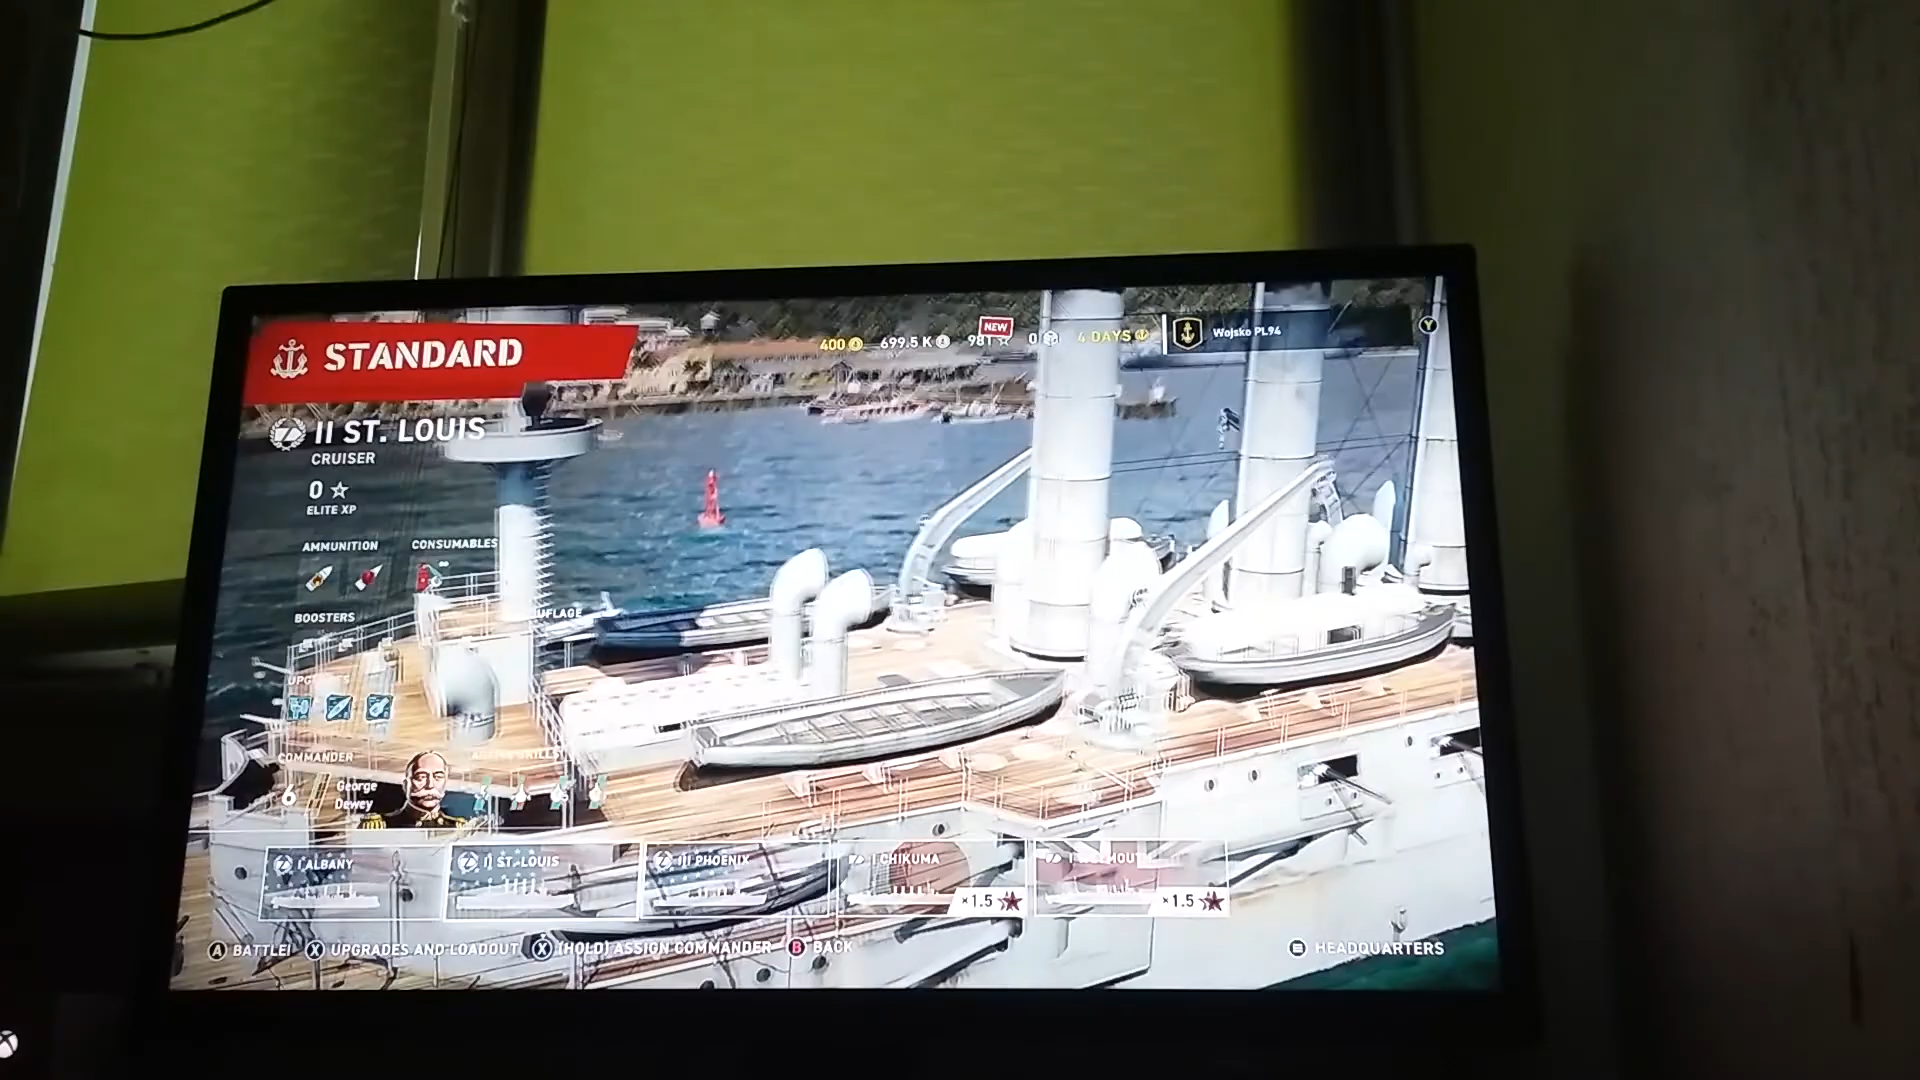 STANDARD
NEW
400
699.5 K
981
0
4 DAYS
Wojsko PL94
Y
II ST. LOUIS
CRUISER
0
ELITE XP
AMMUNITION
CONSUMABLES
BOOSTERS
UFLAGE
COMMANDER
6
George
Dewey
I ALBANY
II ST. LOUIS
III PHOENIX
I CHIKUMA
×1.5
×1.5
A BATTLE!
X UPGRADES AND LOADOUT
X (HOLD) ASSIGN COMMANDER
B BACK
HEADQUARTERS